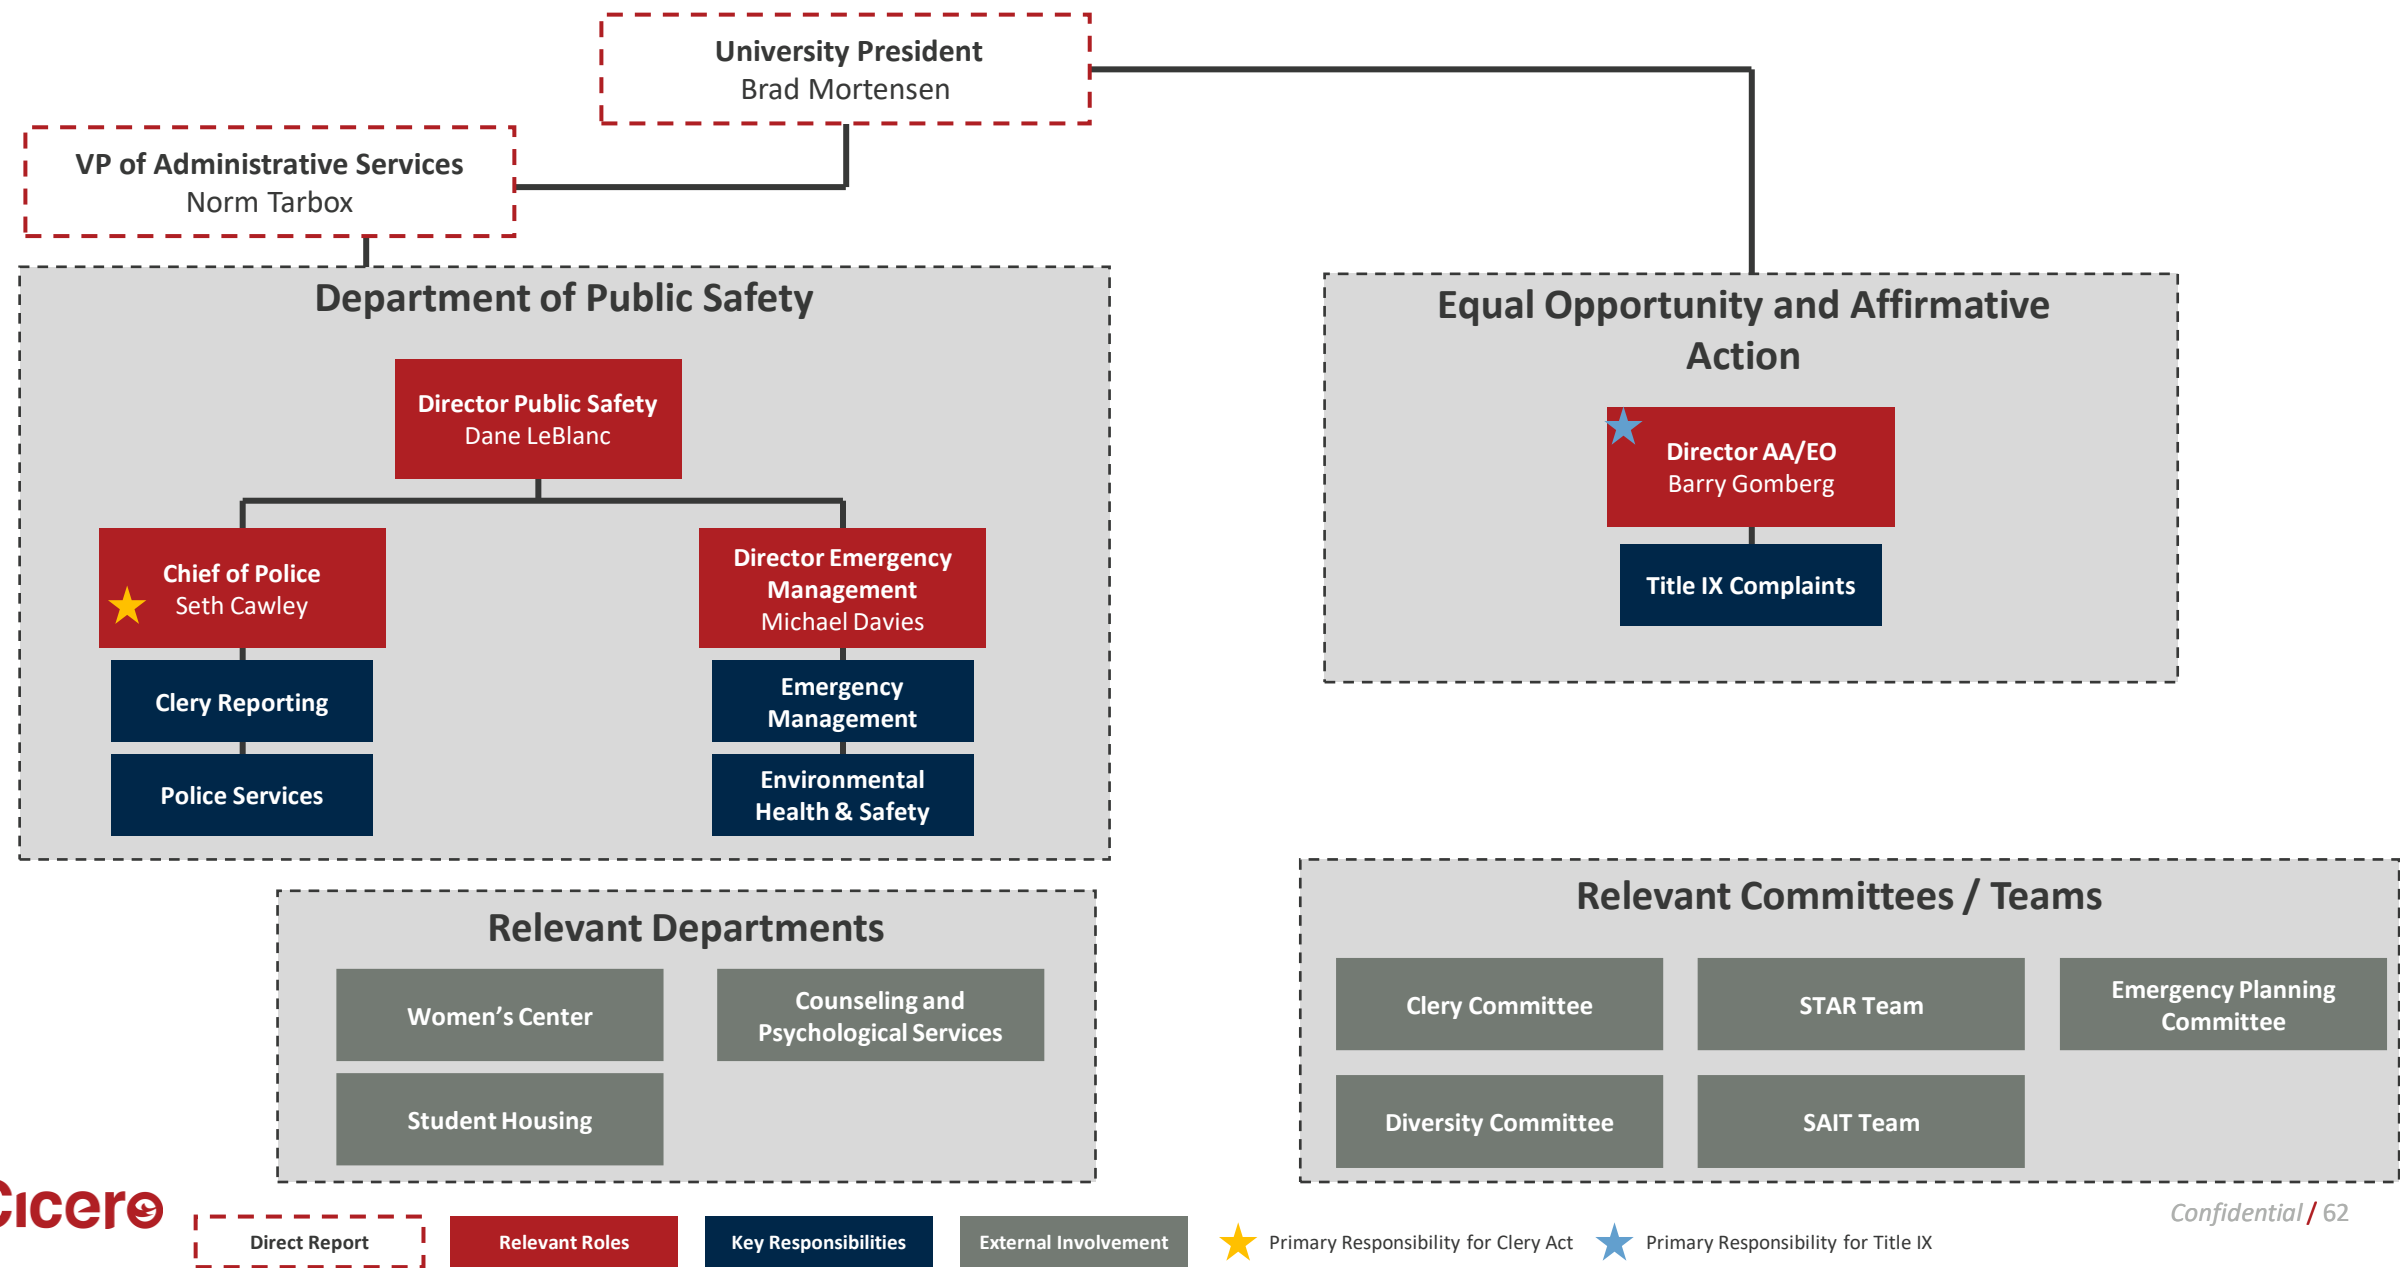 University President
Brad Mortensen
VP of Administrative Services
Norm Tarbox
Department of Public Safety
Director Public Safety
Dane LeBlanc
Chief of Police
Seth Cawley
Director Emergency
Management
Michael Davies
Clery Reporting
Emergency
Management
Police Services
Environmental
Health & Safety
Equal Opportunity and Affirmative
Action
Director AA/EO
Barry Gomberg
Title IX Complaints
Relevant Departments
Women’s Center
Counseling and
Psychological Services
Student Housing
Relevant Committees / Teams
Clery Committee
STAR Team
Emergency Planning
Committee
Diversity Committee
SAIT Team
Cicero
Direct Report
Relevant Roles
Key Responsibilities
External Involvement
Primary Responsibility for Clery Act
Primary Responsibility for Title IX
Confidential / 62